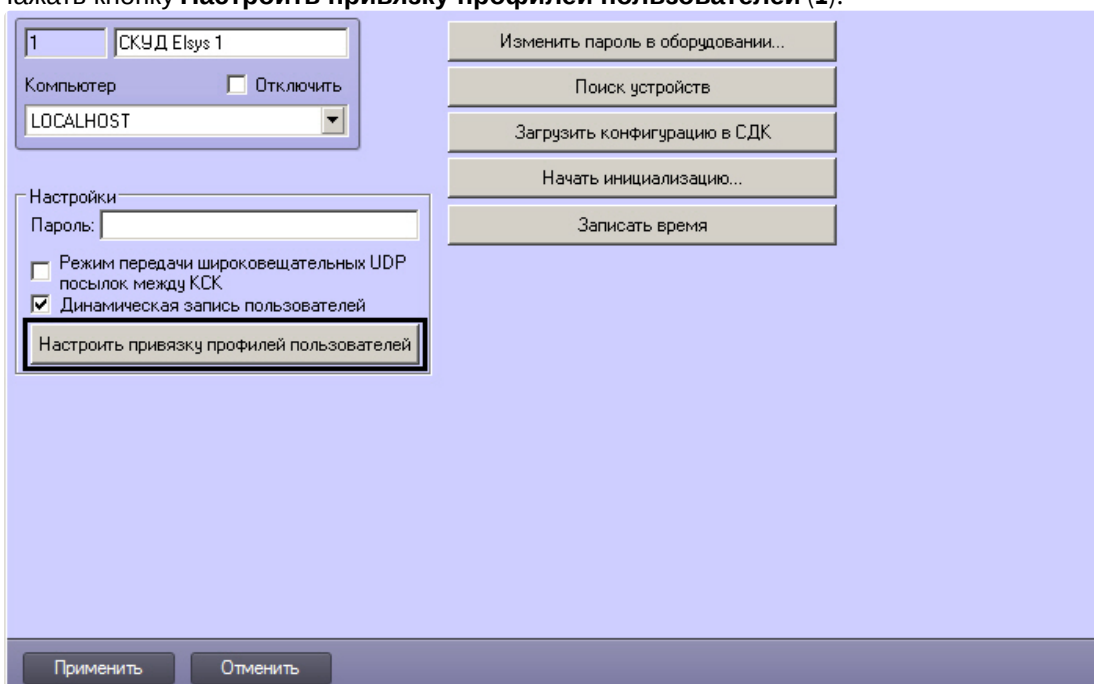 нажать кнопку Настроить привязку профилей пользователей (1).
1
СКУД Elsys 1
Компьютер
Отключить
LOCALHOST
Настройки
Пароль:
Режим передачи широковещательных UDP
посылок между КСК
Динамическая запись пользователей
Настроить привязку профилей пользователей
Изменить пароль в оборудовании...
Поиск устройств
Загрузить конфигурацию в СДК
Начать инициализацию...
Записать время
Применить
Отменить